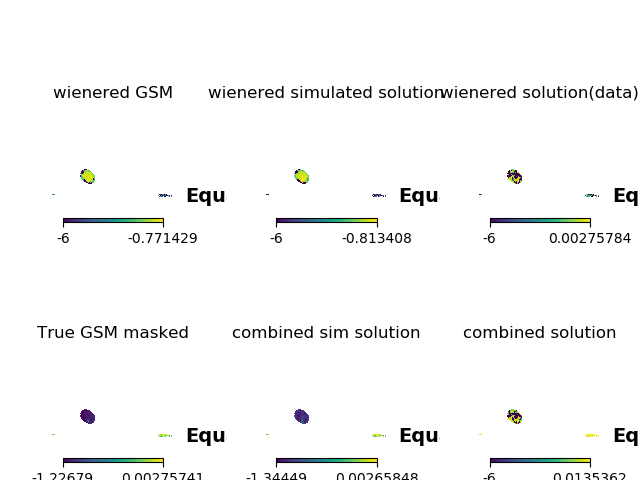 wienered GSM wienered simulated solution wienered solution(data)
Equ Equ Eq
-6 -0.771429 -6 -0.813408 -6 0.00275784
True GSM masked combined sim solution combined solution
Equ Equ Eq
-1.22679 0.00275741 -1.34449 0.00265848 -6 0.0135362